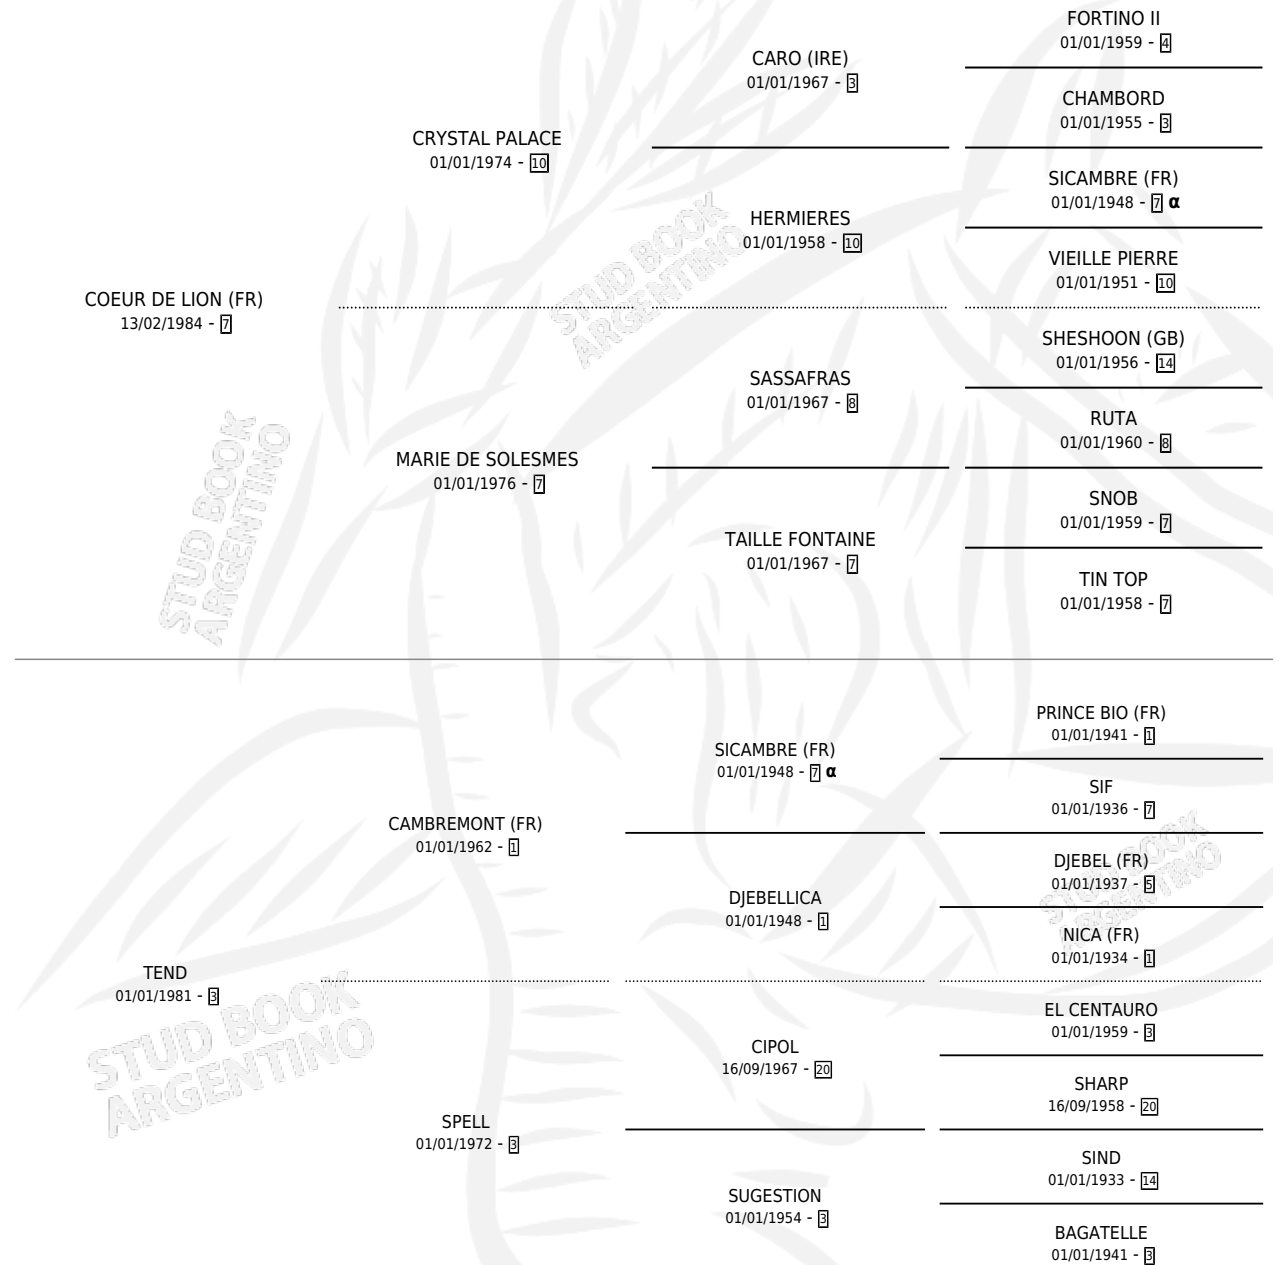 FORTINO II
01/01/1959 - 4
CARO (IRE)
01/01/1967 - 3
CHAMBORD
01/01/1955 - 3
CRYSTAL PALACE
01/01/1974 - 10
SICAMBRE (FR)
01/01/1948 - 7 α
HERMIERES
01/01/1958 - 10
VIEILLE PIERRE
01/01/1951 - 10
COEUR DE LION (FR)
13/02/1984 - 7
SHESHOON (GB)
01/01/1956 - 14
SASSAFRAS
01/01/1967 - 8
RUTA
01/01/1960 - 8
MARIE DE SOLESMES
01/01/1976 - 7
SNOB
01/01/1959 - 7
TAILLE FONTAINE
01/01/1967 - 7
TIN TOP
01/01/1958 - 7
STUD BOOK
ARGENTINO
STUD BOOK
ARGENTINO
PRINCE BIO (FR)
01/01/1941 - 1
SICAMBRE (FR)
01/01/1948 - 7 α
SIF
01/01/1936 - 7
CAMBREMONT (FR)
01/01/1962 - 1
DJEBEL (FR)
01/01/1937 - 5
DJEBELLICA
01/01/1948 - 1
NICA (FR)
01/01/1934 - 1
TEND
01/01/1981 - 3
EL CENTAURO
01/01/1959 - 3
CIPOL
16/09/1967 - 20
SHARP
16/09/1958 - 20
SPELL
01/01/1972 - 3
SIND
01/01/1933 - 14
SUGESTION
01/01/1954 - 3
BAGATELLE
01/01/1941 - 3
STUD BOOK
ARGENTINO
STUD BOOK
ARGENTINO